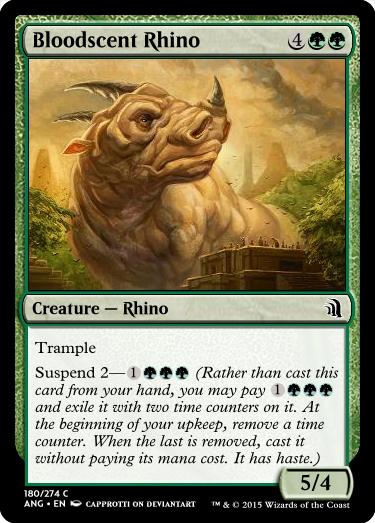 Bloodscent Rhino 4
Creature — Rhino
Trample
Suspend 2—1 (Rather than cast this
card from your hand, you may pay 1
and exile it with two time counters on it. At
the beginning of your upkeep, remove a
time counter. When the last is removed, cast it
without paying its mana cost. It has haste.)
5/4
180/274 C
ANG • EN CAPPROTTI ON DEVIANTART ™ & © 2015 Wizards of the Coast